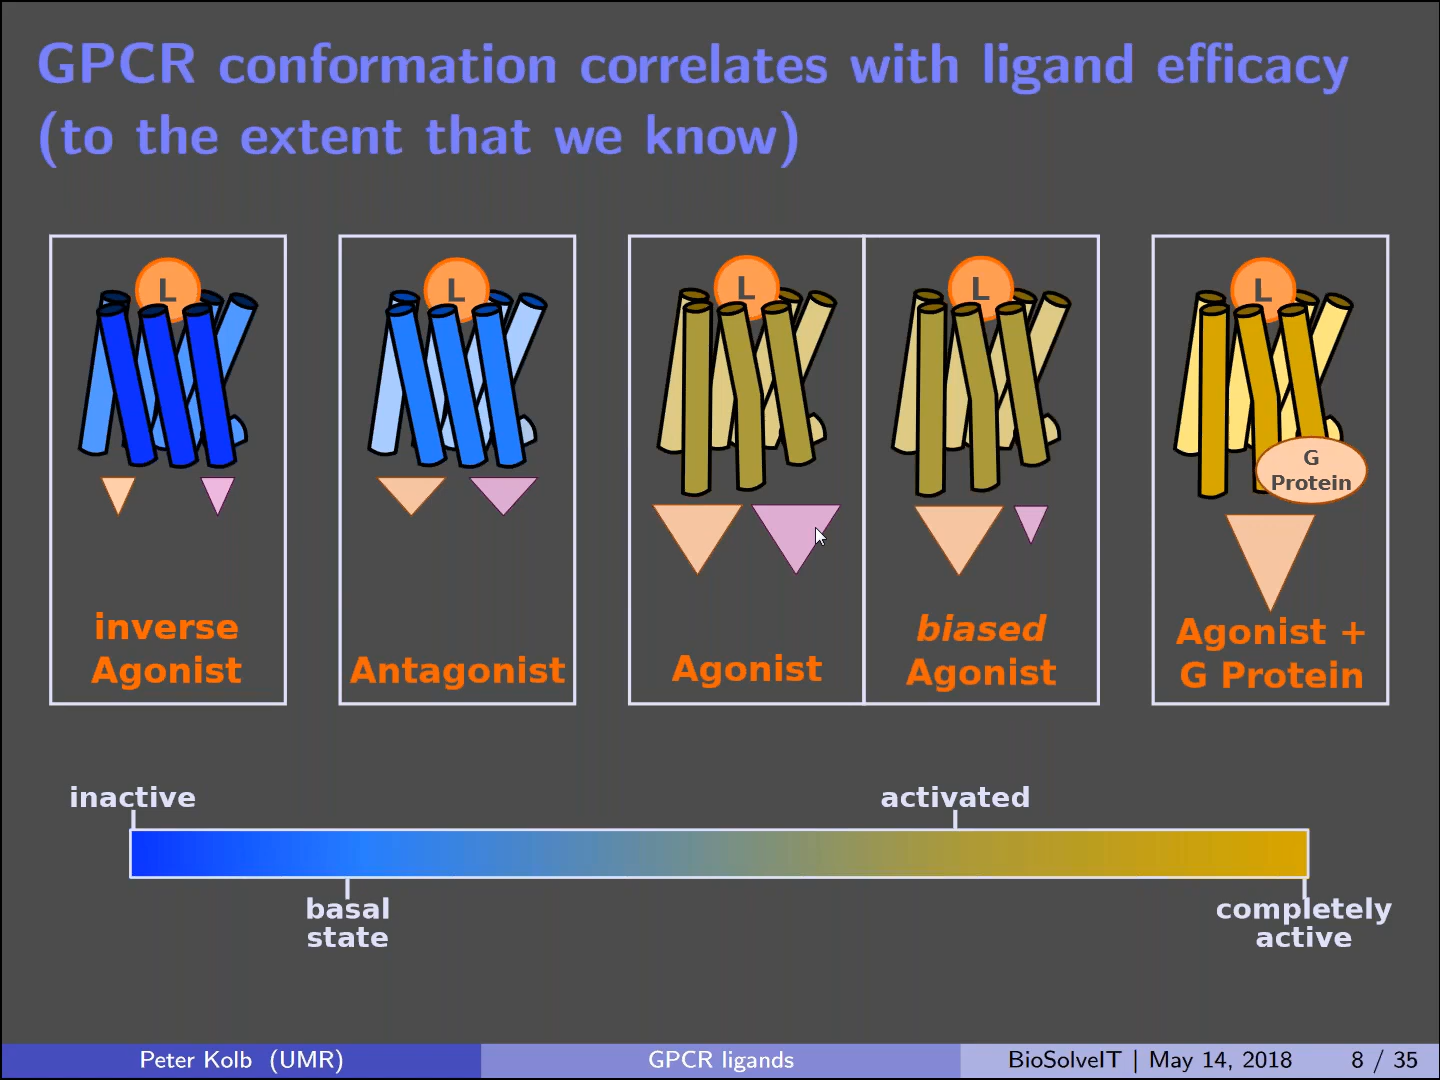 GPCR conformation correlates with ligand efficacy
(to the extent that we know)
L
L
L
L
L
G
Protein
inverse
Agonist
Antagonist
Agonist
biased
Agonist
Agonist +
G Protein
inactive
activated
basal
state
completely
active
Peter Kolb (UMR)
GPCR ligands
BioSolveIT | May 14, 2018
8 / 35